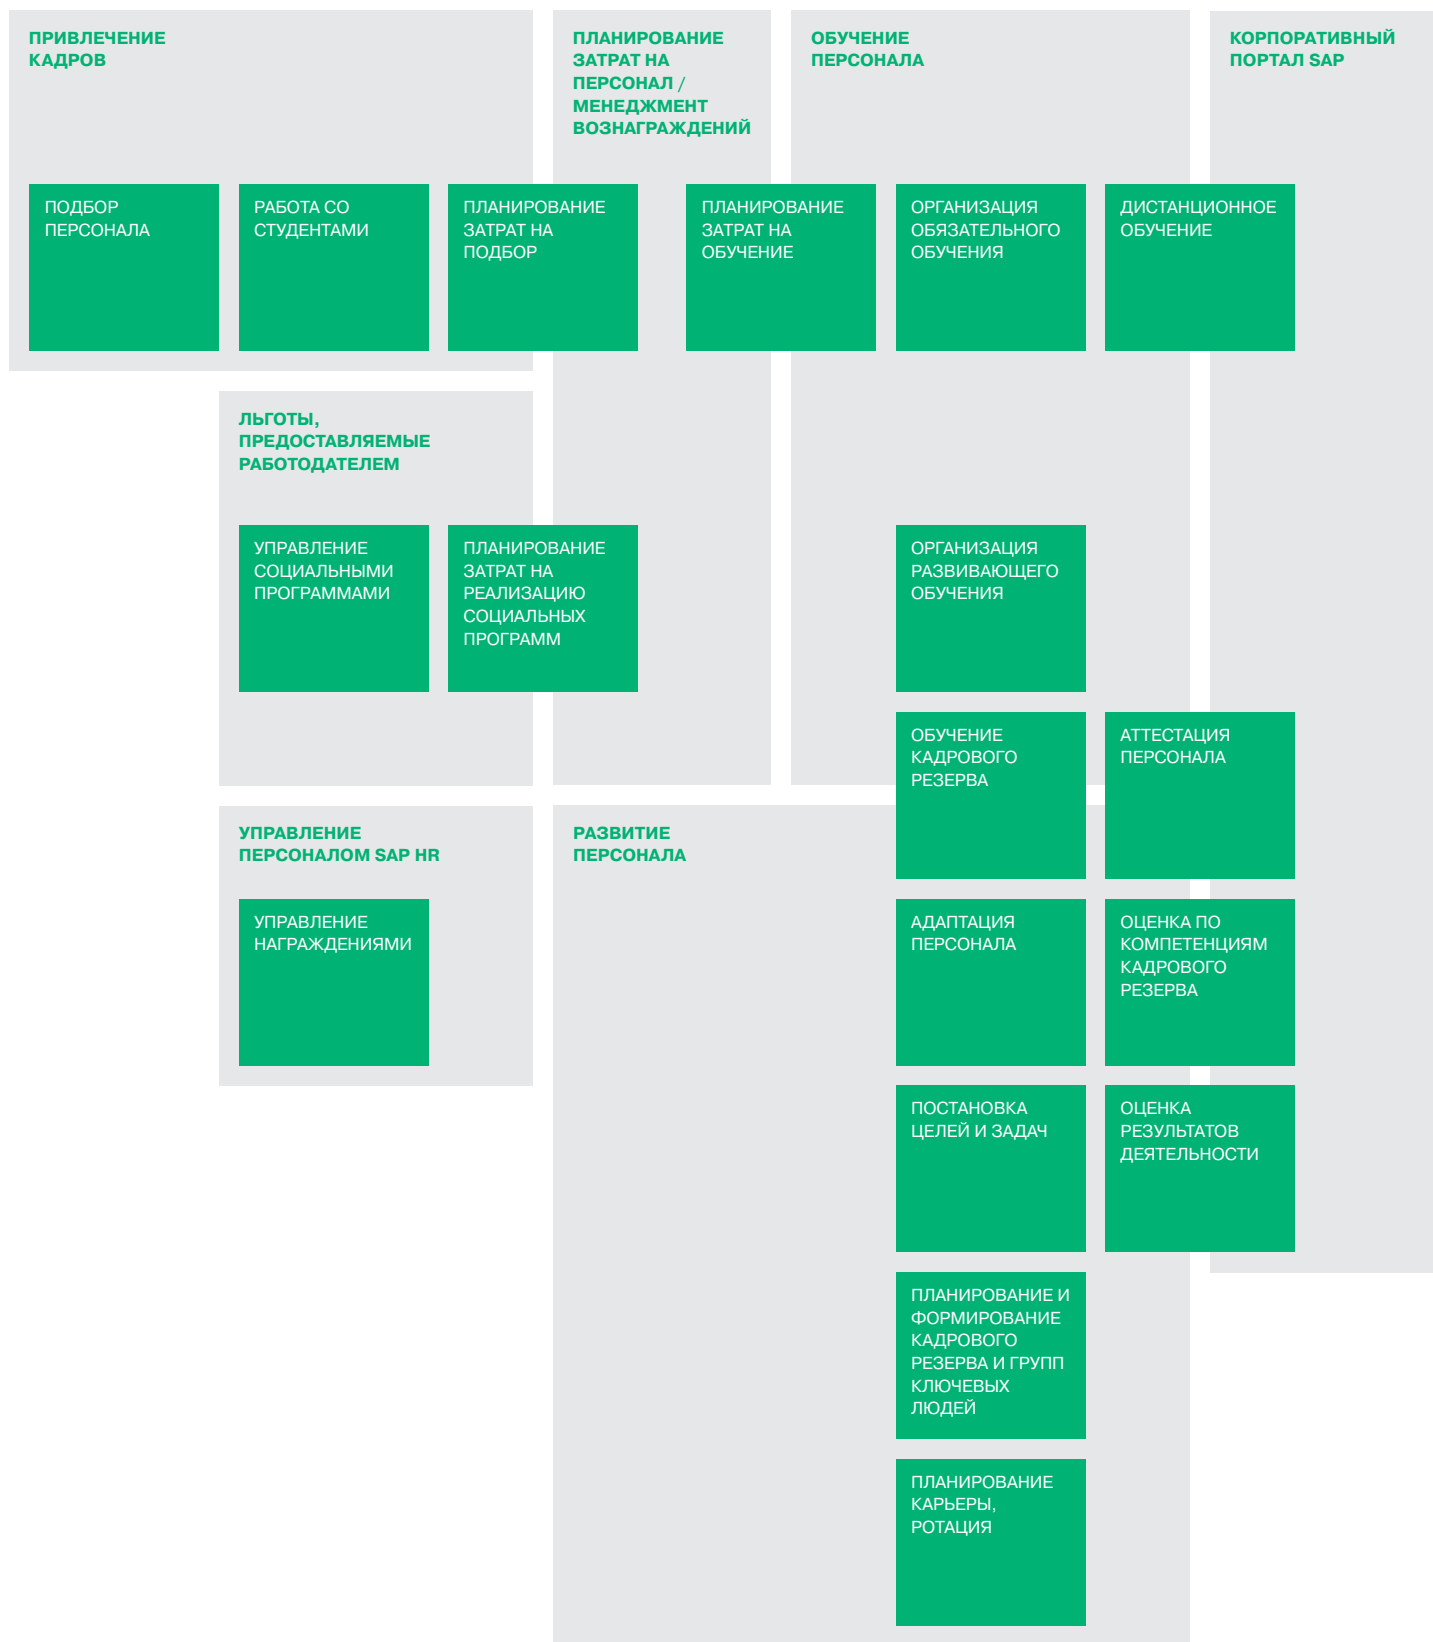 ПРИВЛЕЧЕНИЕ
КАДРОВ
ПЛАНИРОВАНИЕ
ЗАТРАТ НА
ПЕРСОНАЛ /
МЕНЕДЖМЕНТ
ВОЗНАГРАЖДЕНИЙ
ОБУЧЕНИЕ
ПЕРСОНАЛА
КОРПОРАТИВНЫЙ
ПОРТАЛ SAP
ПОДБОР
ПЕРСОНАЛА
РАБОТА СО
СТУДЕНТАМИ
ПЛАНИРОВАНИЕ
ЗАТРАТ НА
ПОДБОР
ПЛАНИРОВАНИЕ
ЗАТРАТ НА
ОБУЧЕНИЕ
ОРГАНИЗАЦИЯ
ОБЯЗАТЕЛЬНОГО
ОБУЧЕНИЯ
ДИСТАНЦИОННОЕ
ОБУЧЕНИЕ
ЛЬГОТЫ,
ПРЕДОСТАВЛЯЕМЫЕ
РАБОТОДАТЕЛЕМ
УПРАВЛЕНИЕ
СОЦИАЛЬНЫМИ
ПРОГРАММАМИ
ПЛАНИРОВАНИЕ
ЗАТРАТ НА
РЕАЛИЗАЦИЮ
СОЦИАЛЬНЫХ
ПРОГРАММ
ОРГАНИЗАЦИЯ
РАЗВИВАЮЩЕГО
ОБУЧЕНИЯ
ОБУЧЕНИЕ
КАДРОВОГО
РЕЗЕРВА
АТТЕСТАЦИЯ
ПЕРСОНАЛА
УПРАВЛЕНИЕ
ПЕРСОНАЛОМ SAP HR
РАЗВИТИЕ
ПЕРСОНАЛА
УПРАВЛЕНИЕ
НАГРАЖДЕНИЯМИ
АДАПТАЦИЯ
ПЕРСОНАЛА
ОЦЕНКА ПО
КОМПЕТЕНЦИЯМ
КАДРОВОГО
РЕЗЕРВА
ПОСТАНОВКА
ЦЕЛЕЙ И ЗАДАЧ
ОЦЕНКА
РЕЗУЛЬТАТОВ
ДЕЯТЕЛЬНОСТИ
ПЛАНИРОВАНИЕ И
ФОРМИРОВАНИЕ
КАДРОВОГО
РЕЗЕРВА И ГРУПП
КЛЮЧЕВЫХ
ЛЮДЕЙ
ПЛАНИРОВАНИЕ
КАРЬЕРЫ,
РОТАЦИЯ